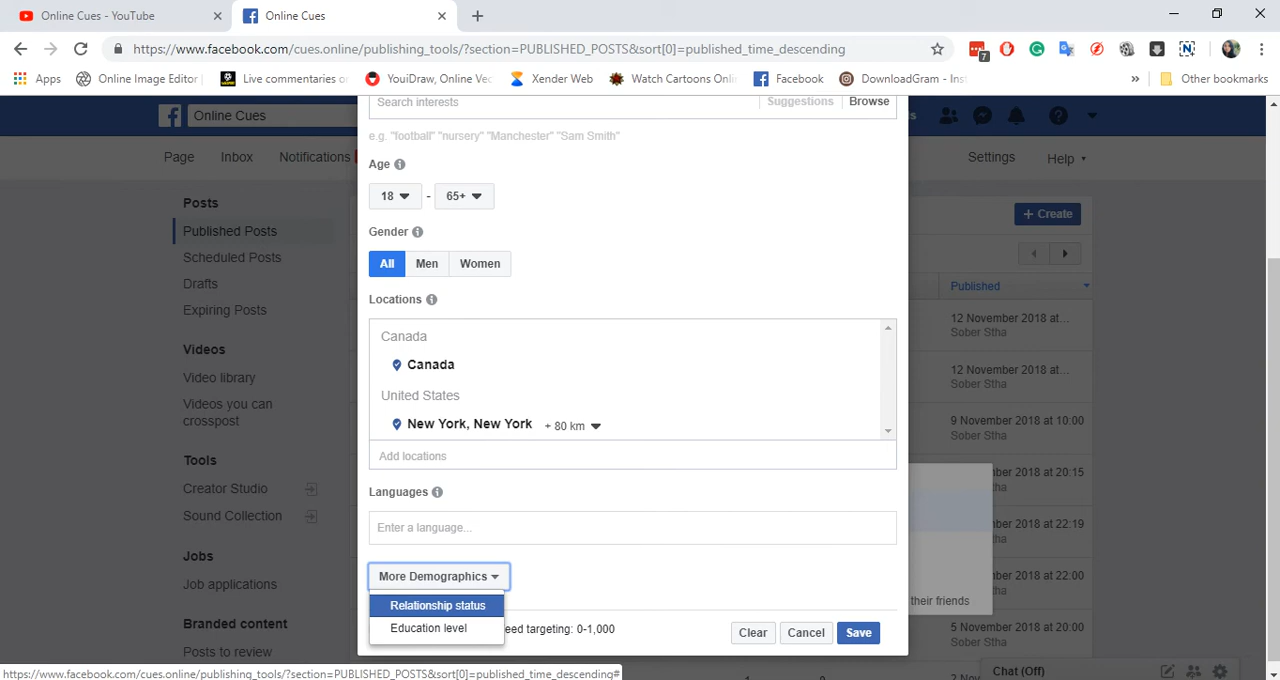 Online Cues - YouTube
Online Cues
https://www.facebook.com/cues.online/publishing_tools/?section=PUBLISHED_POSTS&sort[0]=published_time_descending
7
Apps
Online Image Editor
Live commentaries
YouiDraw, Online Vec
Xender Web
Watch Cartoons Onli
Facebook
DownloadGram - Inst
Other bookmarks
Online Cues
Page
Inbox
Notifications
Settings
Help
Posts
Published Posts
Scheduled Posts
Drafts
Expiring Posts
Videos
Video library
Videos you can
crosspost
Tools
Creator Studio
Sound Collection
Jobs
Job applications
Branded content
Posts to review
Search interests
Suggestions
Browse
e.g. "football" "nursery" "Manchester" "Sam Smith"
Age
18
-
65+
Gender
All
Men
Women
Locations
Canada
Canada
United States
New York, New York
+ 80 km
Add locations
Languages
Enter a language...
More Demographics
Relationship status
Education level
eed targeting: 0-1,000
Clear
Cancel
Save
+ Create
Published
12 November 2018 at...
Sober Stha
12 November 2018 at...
Sober Stha
9 November 2018 at 10:00
Sober Stha
mber 2018 at 20:15
mber 2018 at 22:19
mber 2018 at 22:00
their friends
5 November 2018 at 20:00
Sober Stha
Chat (Off)
https://www.facebook.com/cues.online/publishing_tools/?section=PUBLISHED_POSTS&sort[0]=published_time_descending#